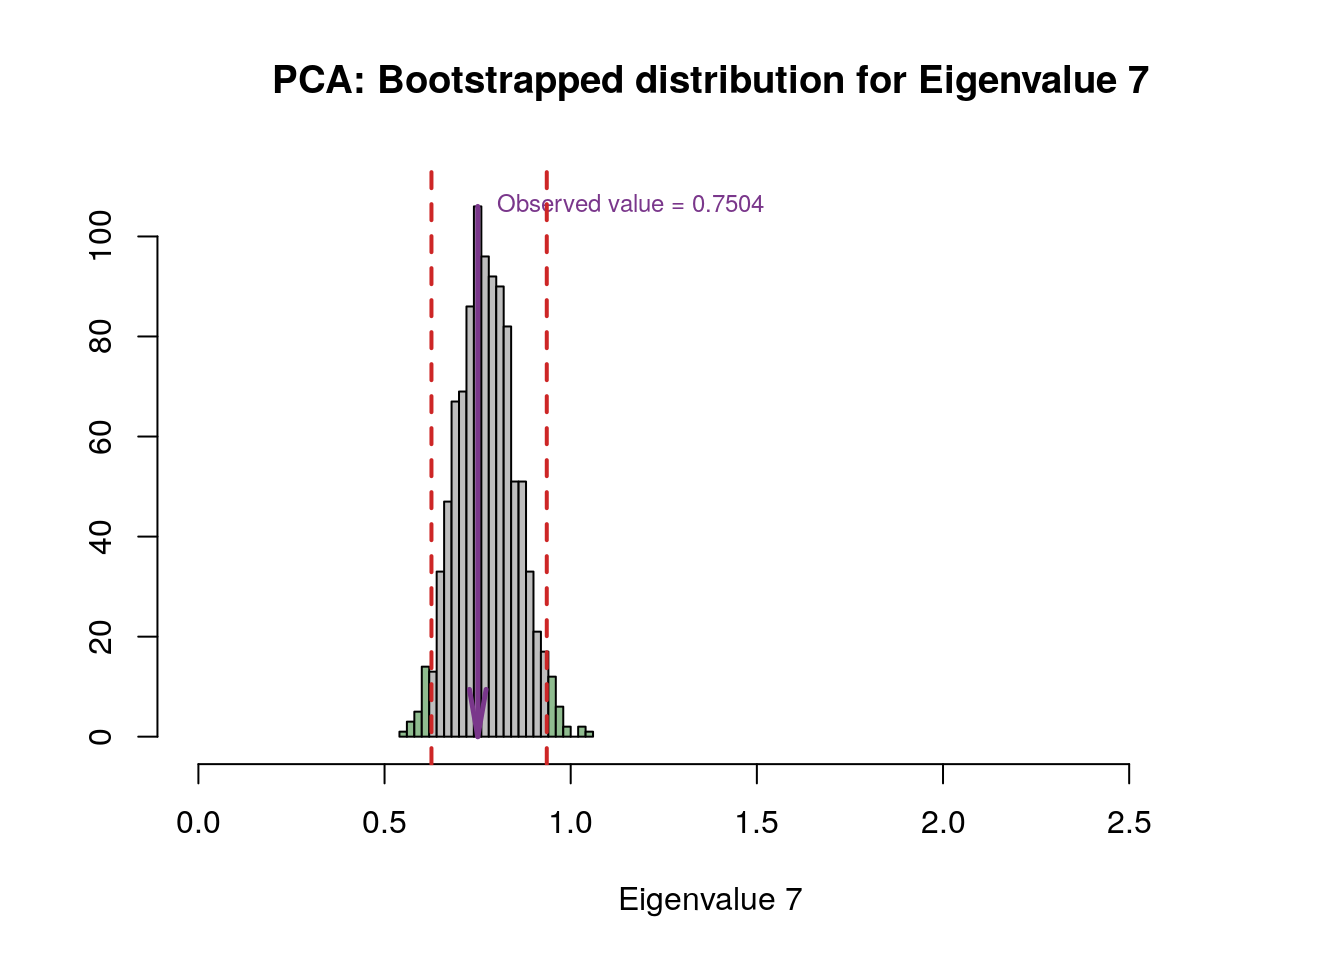 PCA: Bootstrapped distribution for Eigenvalue 7
Observed value = 0.7504
100
80
60
40
20
0
0.0 0.5 1.0 1.5 2.0 2.5
Eigenvalue 7